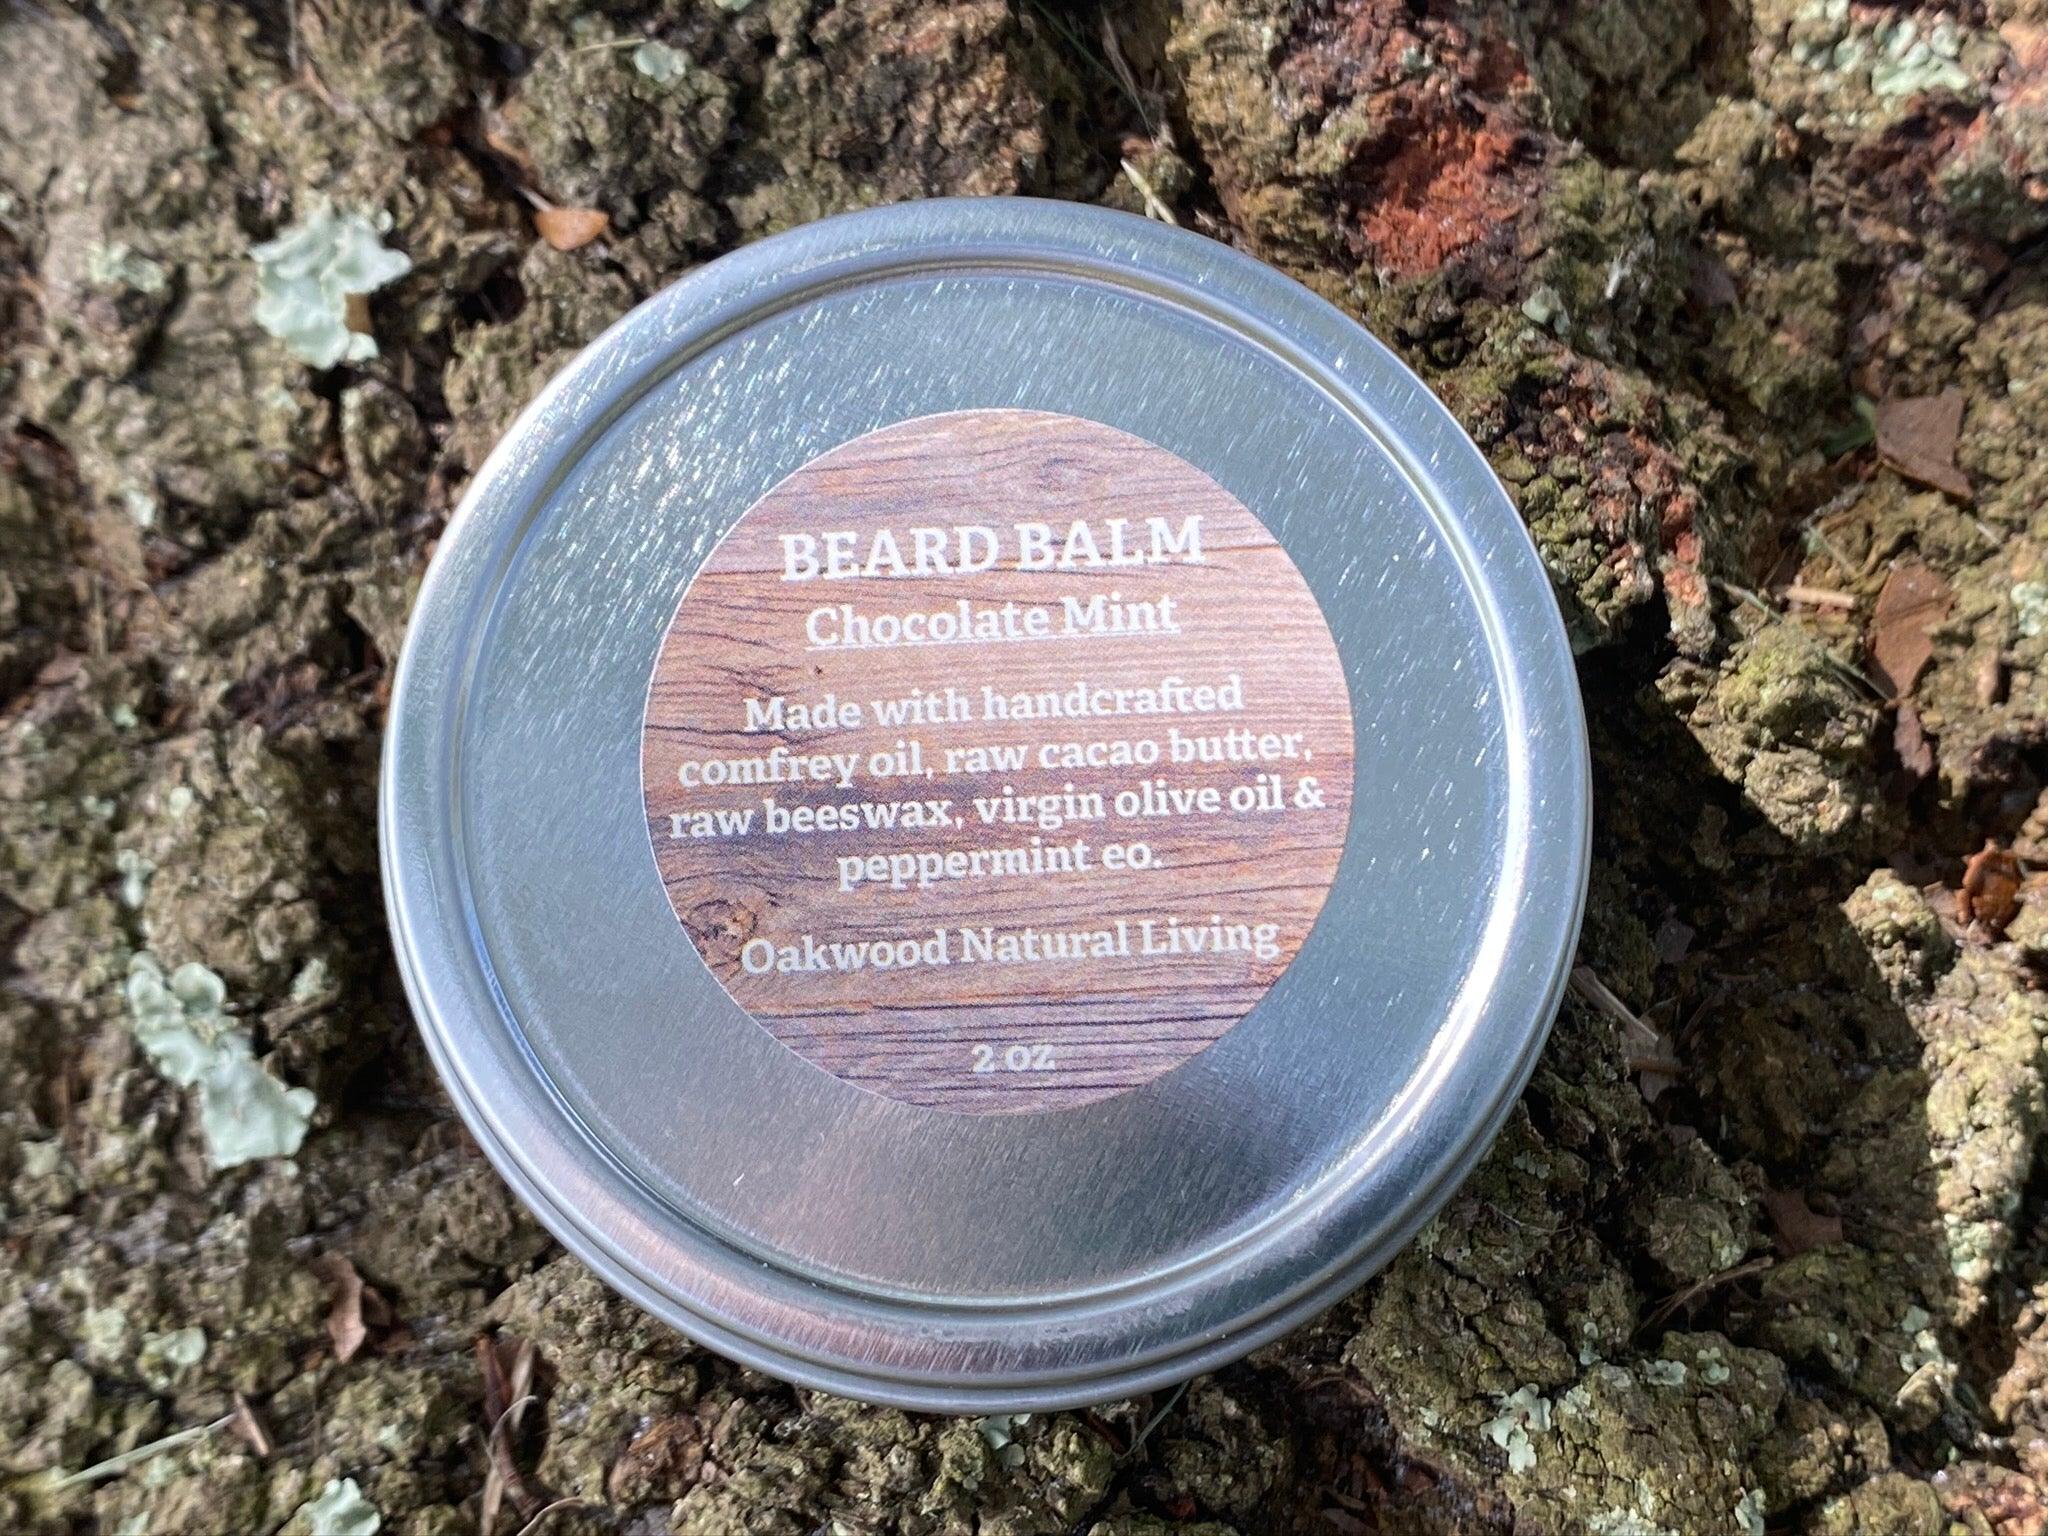 BEARD BALM
Chocolate Mint
Made with handcrafted
comfrey oil, raw cacao butter,
raw beeswax, virgin olive oil &
peppermint eo.
Oakwood Natural Living
2 oz